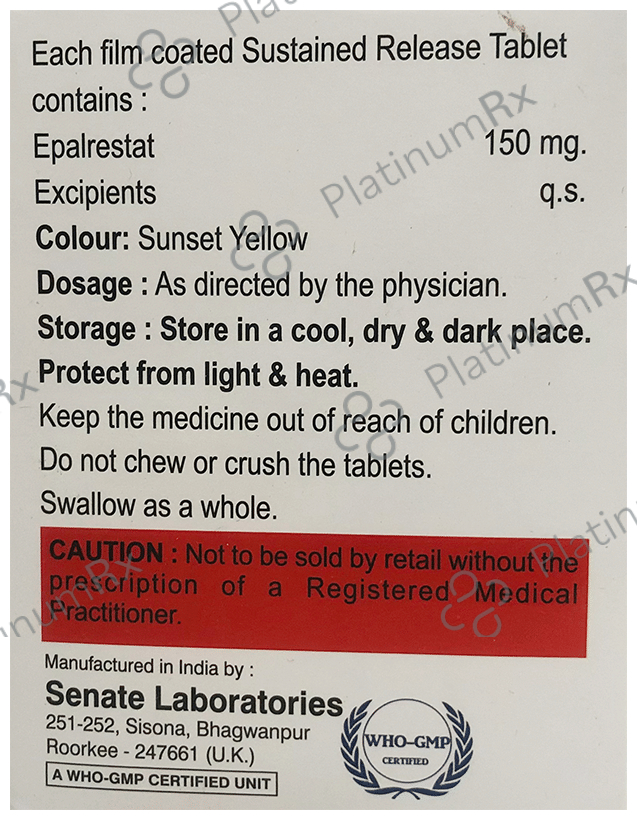 Each film coated Sustained Release Tablet
contains :
Epalrestat 150 mg.
Excipients q.s.
Colour: Sunset Yellow
Dosage : As directed by the physician.
Storage : Store in a cool, dry & dark place.
Protect from light & heat.
Keep the medicine out of reach of children.
Do not chew or crush the tablets.
Swallow as a whole.
CAUTION : Not to be sold by retail without the
prescription of a Registered Medical
Practitioner.
Manufactured in India by :
Senate Laboratories
251-252, Sisona, Bhagwanpur
Roorkee - 247661 (U.K.)
A WHO-GMP CERTIFIED UNIT
WHO-GMP
CERTIFIED
PlatinumRx
PlatinumRx
PlatinumRx